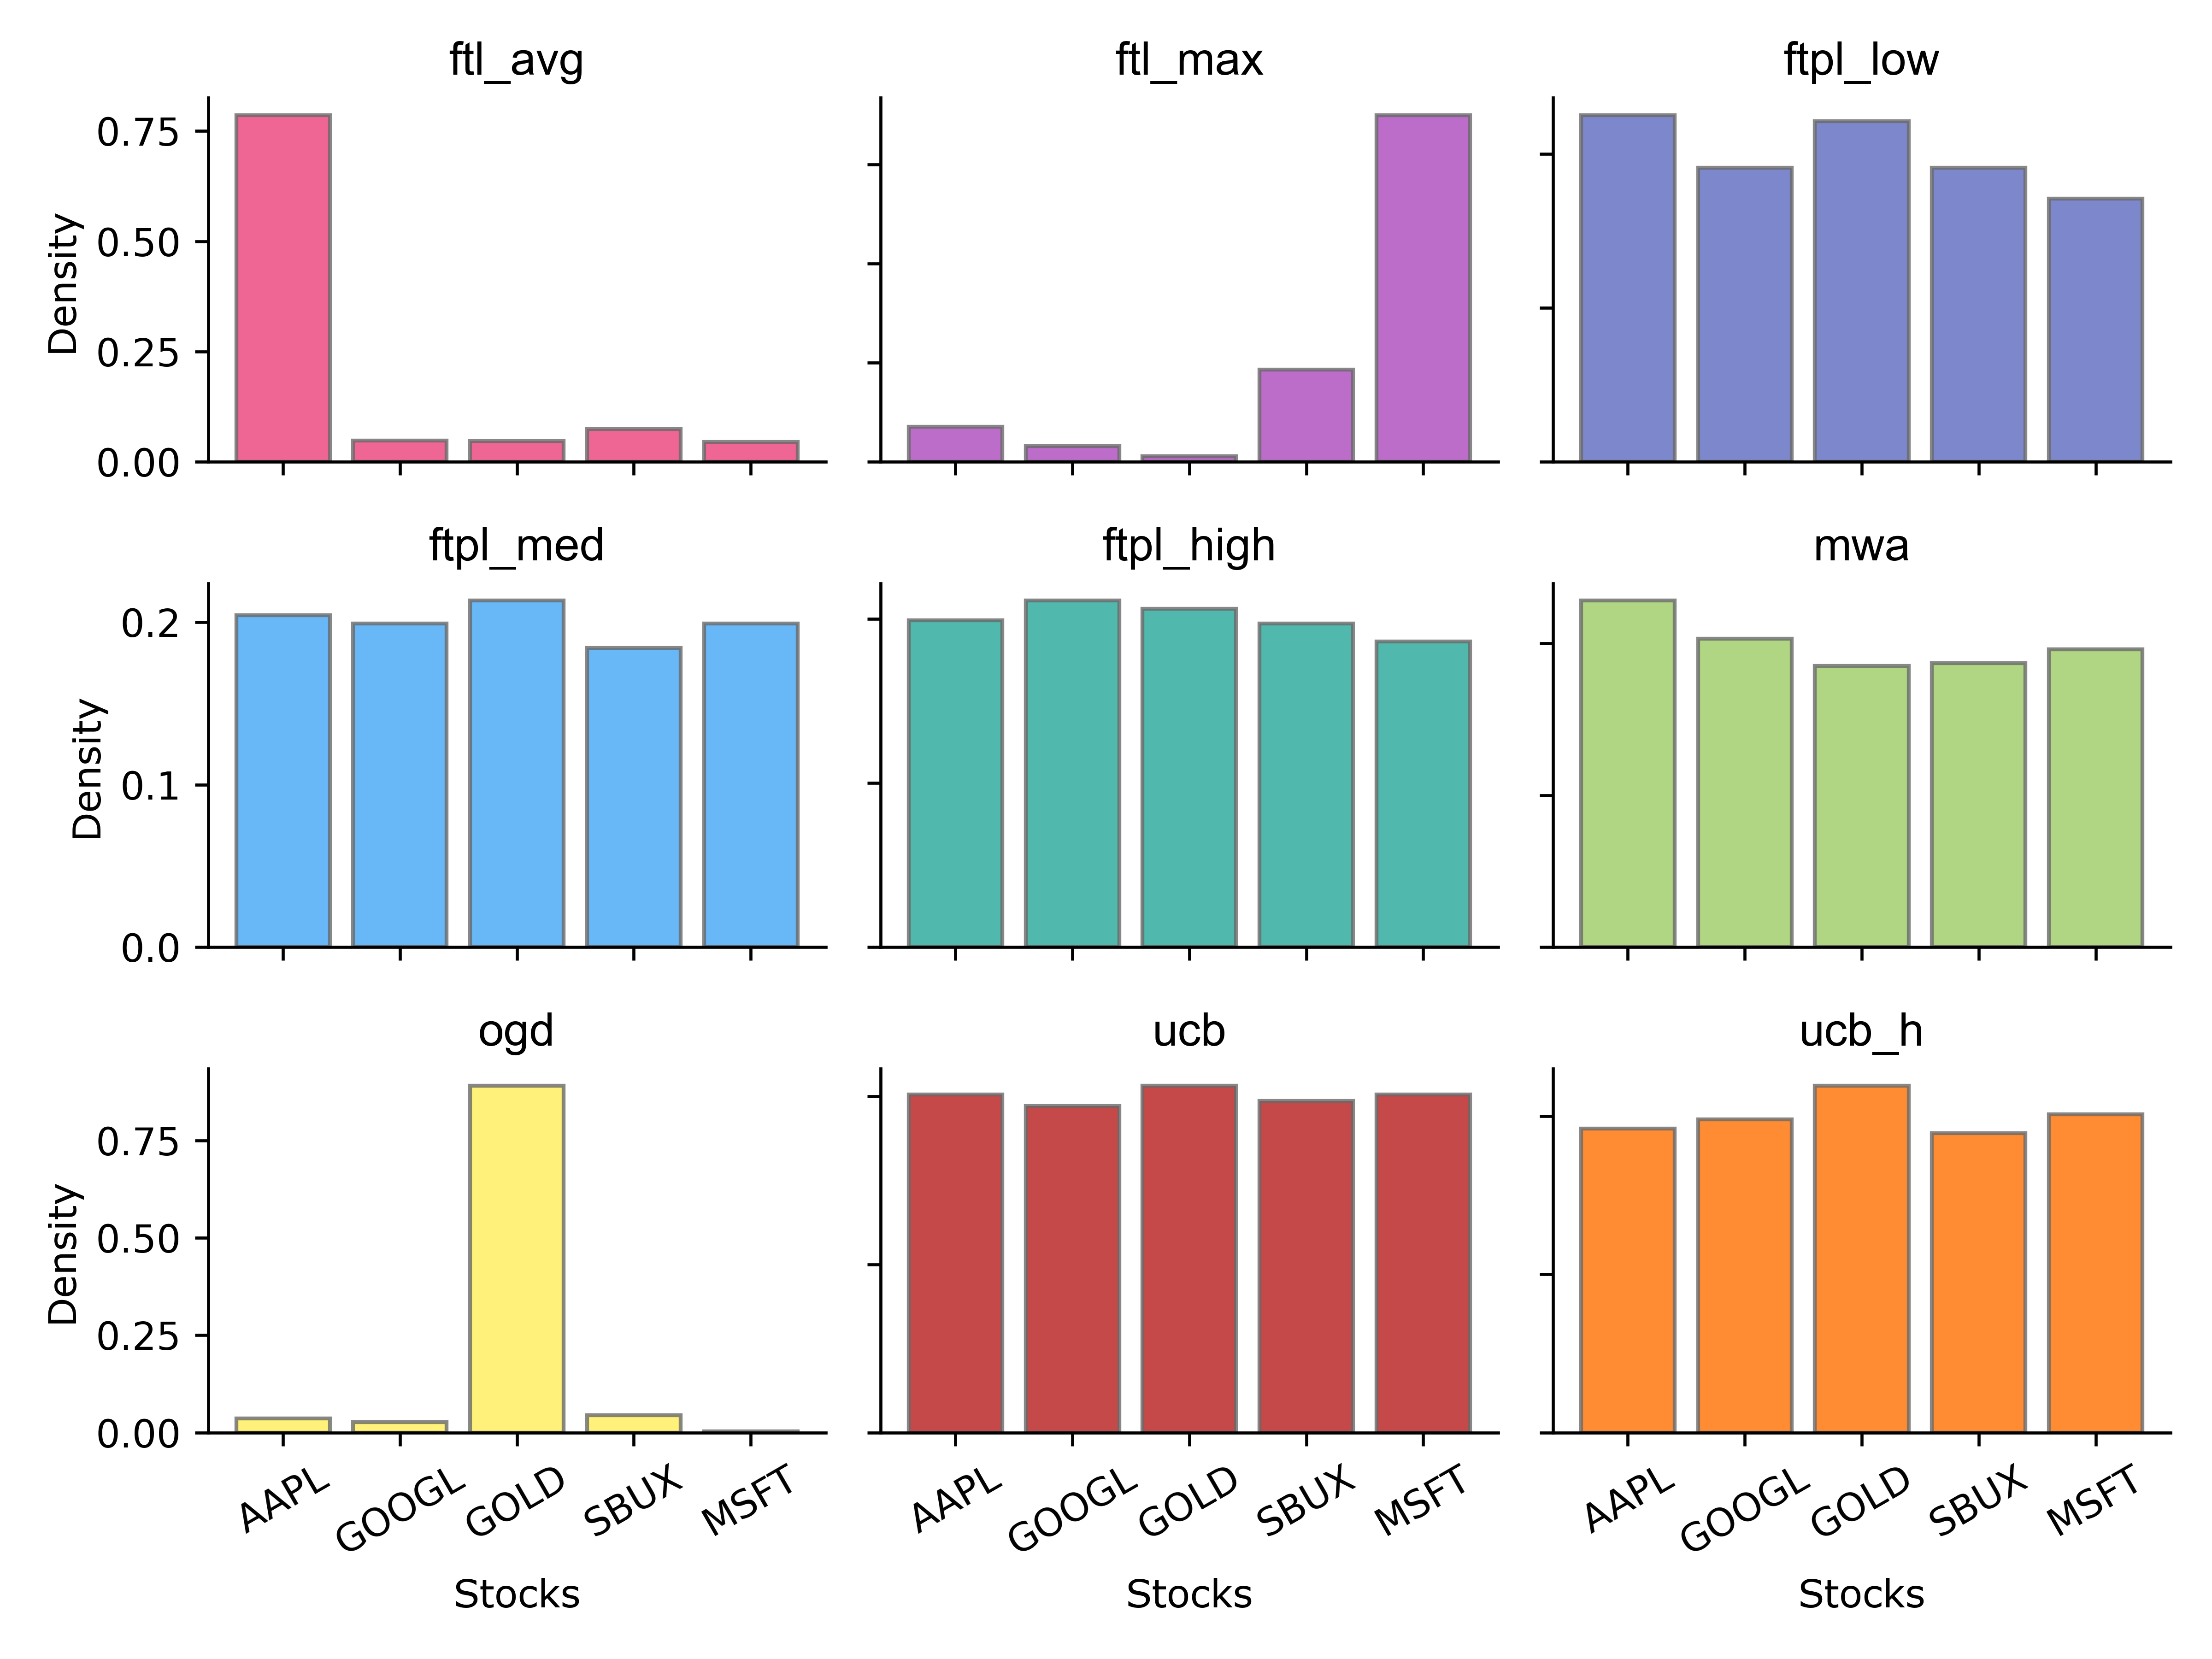 ftl_avg
ftl_max
ftpl_low
Density
0.75
0.50
0.25
0.00
ftpl_med
ftpl_high
mwa
Density
0.2
0.1
0.0
ogd
ucb
ucb_h
Density
0.75
0.50
0.25
0.00
AAPL GOOGL GOLD SBUX MSFT
AAPL GOOGL GOLD SBUX MSFT
AAPL GOOGL GOLD SBUX MSFT
Stocks
Stocks
Stocks